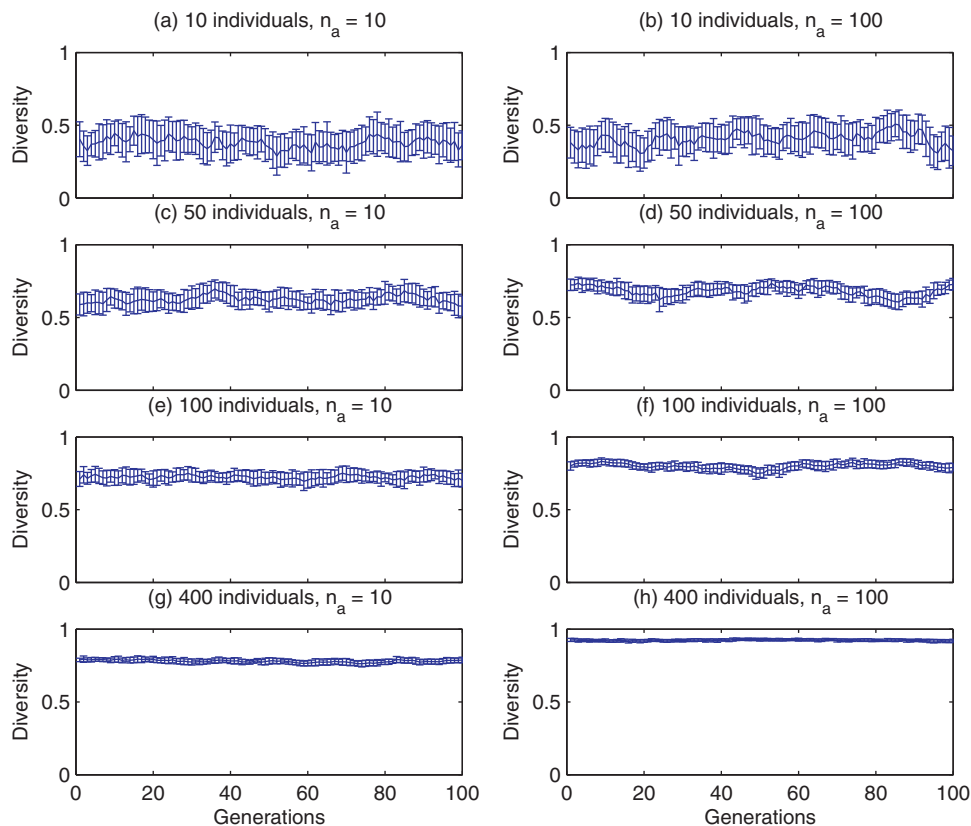 (a) 10 individuals, n_a = 10
(b) 10 individuals, n_a = 100
1
0.5
0
Diversity
1
0.5
0
Diversity
(c) 50 individuals, n_a = 10
(d) 50 individuals, n_a = 100
1
0.5
0
Diversity
1
0.5
0
Diversity
(e) 100 individuals, n_a = 10
(f) 100 individuals, n_a = 100
1
0.5
0
Diversity
1
0.5
0
Diversity
(g) 400 individuals, n_a = 10
(h) 400 individuals, n_a = 100
1
0.5
0
Diversity
0 20 40 60 80 100
Generations
1
0.5
0
Diversity
0 20 40 60 80 100
Generations